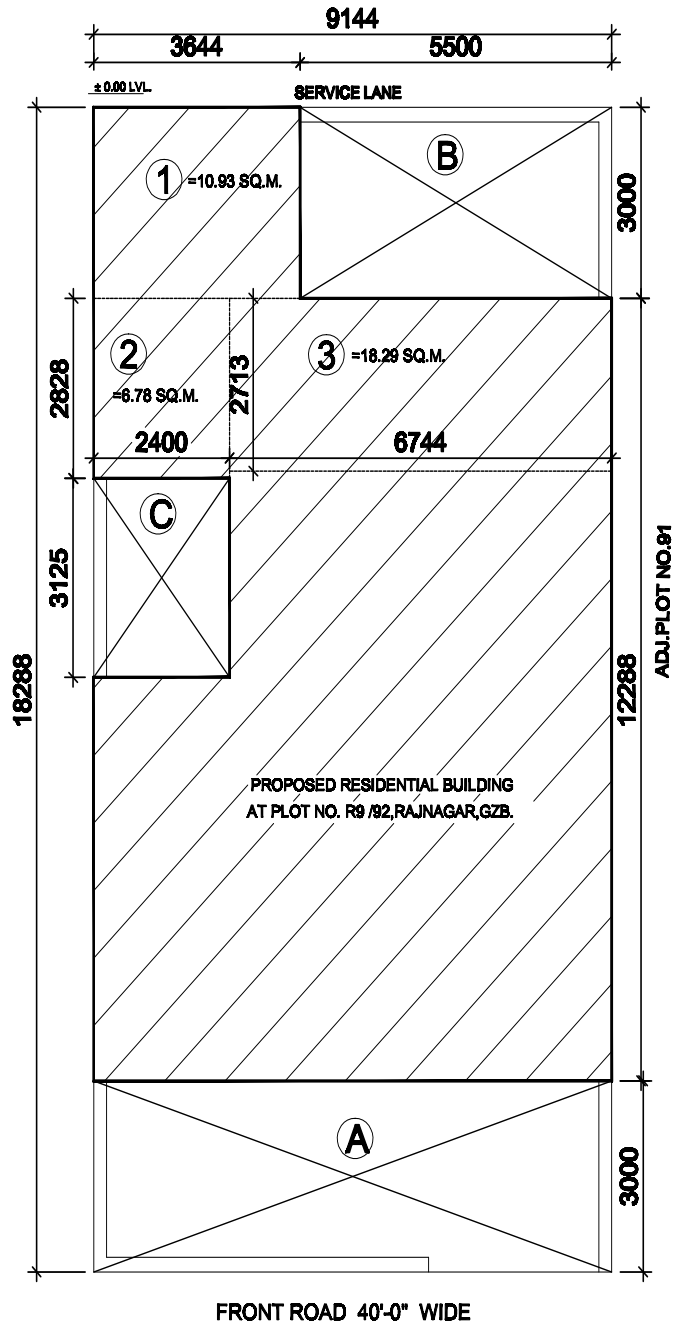 9144
3644
5500
± 0.00 LVL.
SERVICE LANE
B
1
=10.93 SQ.M.
3000
2
3
=18.29 SQ.M.
2828
2713
=6.78 SQ.M.
2400
6744
C
3125
ADJ.PLOT NO.91
18288
12288
PROPOSED RESIDENTIAL BUILDING
AT PLOT NO. R9 /92,RAJNAGAR,GZB.
A
3000
FRONT ROAD 40'-0" WIDE